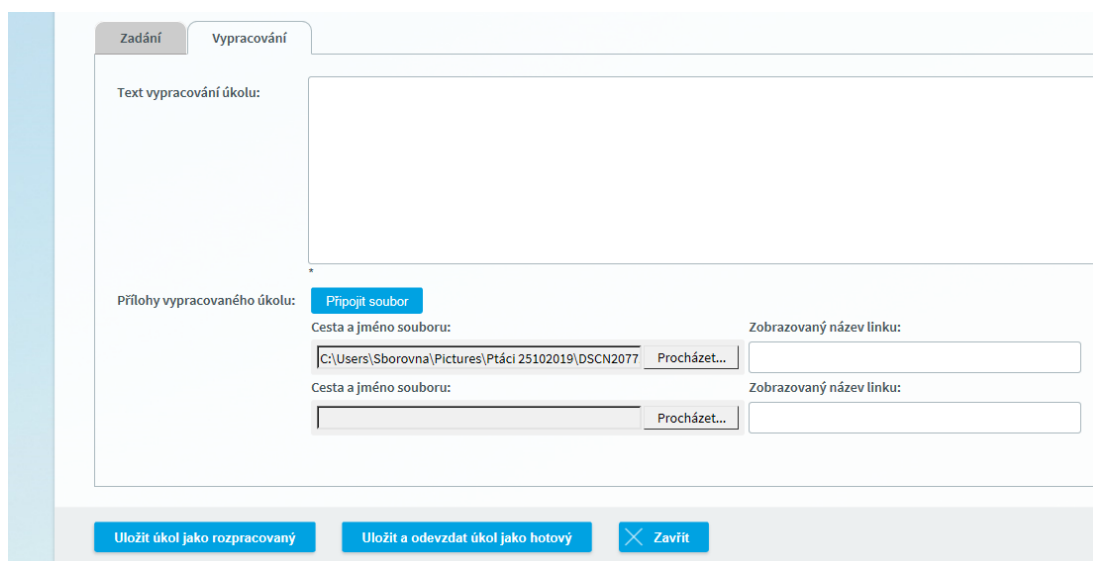 Zadání Vypracování
Text vypracování úkolu:
*
Přílohy vypracovaného úkolu: Připojit soubor
Cesta a jméno souboru: Zobrazovaný název linku:
C:\Users\Sborovna\Pictures\Ptáci 25102019\DSCN2077 Procházet...
Cesta a jméno souboru: Zobrazovaný název linku:
Procházet...
Uložit úkol jako rozpracovaný Uložit a odevzdat úkol jako hotový Zavřít